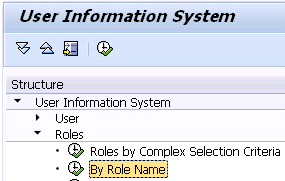 User Information System
Structure
User Information System
User
Roles
Roles by Complex Selection Criteria
By Role Name